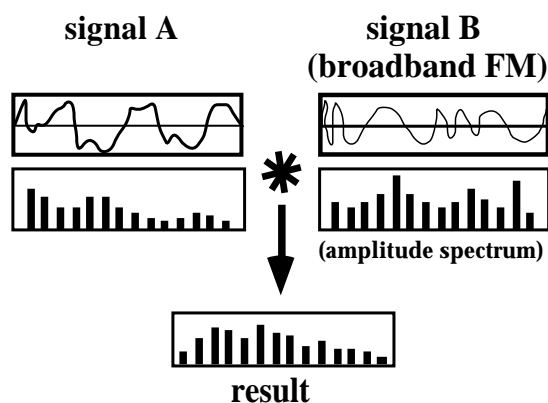 signal A
signal B
(broadband FM)
*
(amplitude spectrum)
result